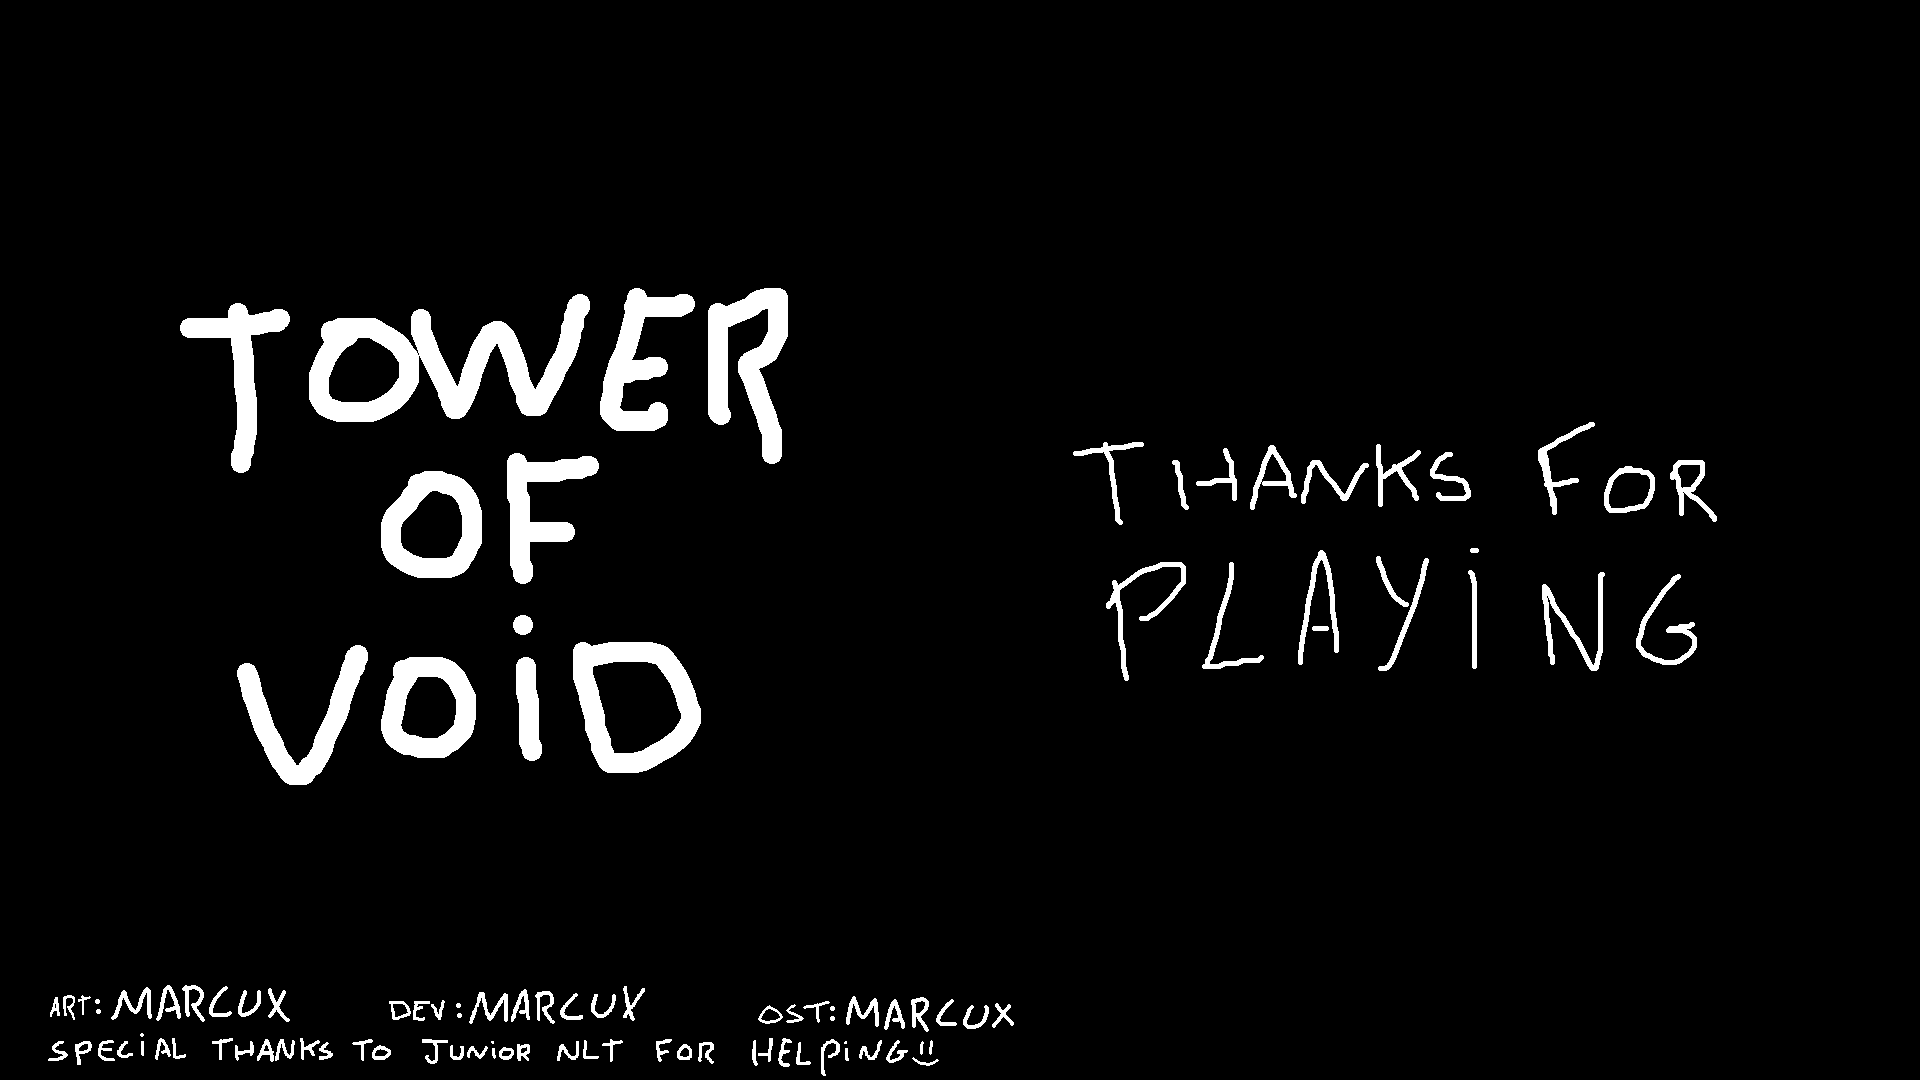 TOWER
OF
VOiD
THANKS FOR
PLAYiNG
ART: MARCUX DEV: MARCUX OST: MARCUX
SPECiAL THANKS TO JUNiOR NLT FOR HELPiNG